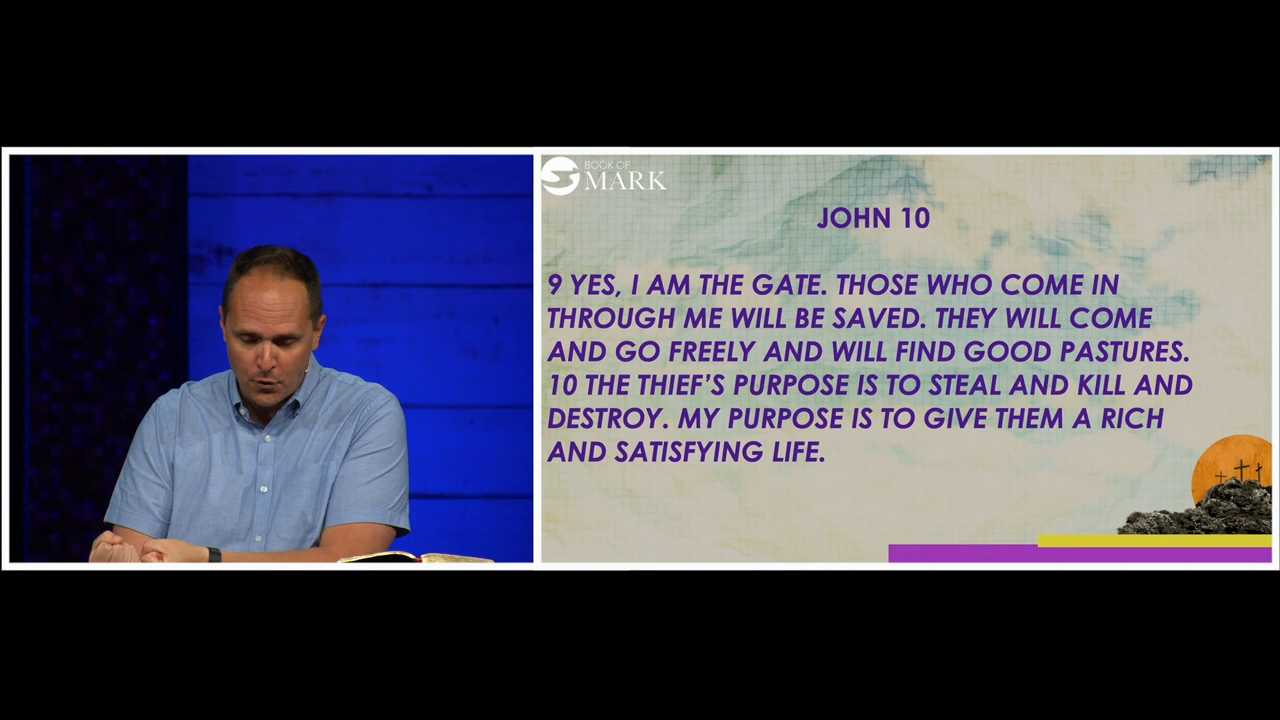 BOOK OF
MARK
JOHN 10
9 YES, I AM THE GATE. THOSE WHO COME IN
THROUGH ME WILL BE SAVED. THEY WILL COME
AND GO FREELY AND WILL FIND GOOD PASTURES.
10 THE THIEF’S PURPOSE IS TO STEAL AND KILL AND
DESTROY. MY PURPOSE IS TO GIVE THEM A RICH
AND SATISFYING LIFE.